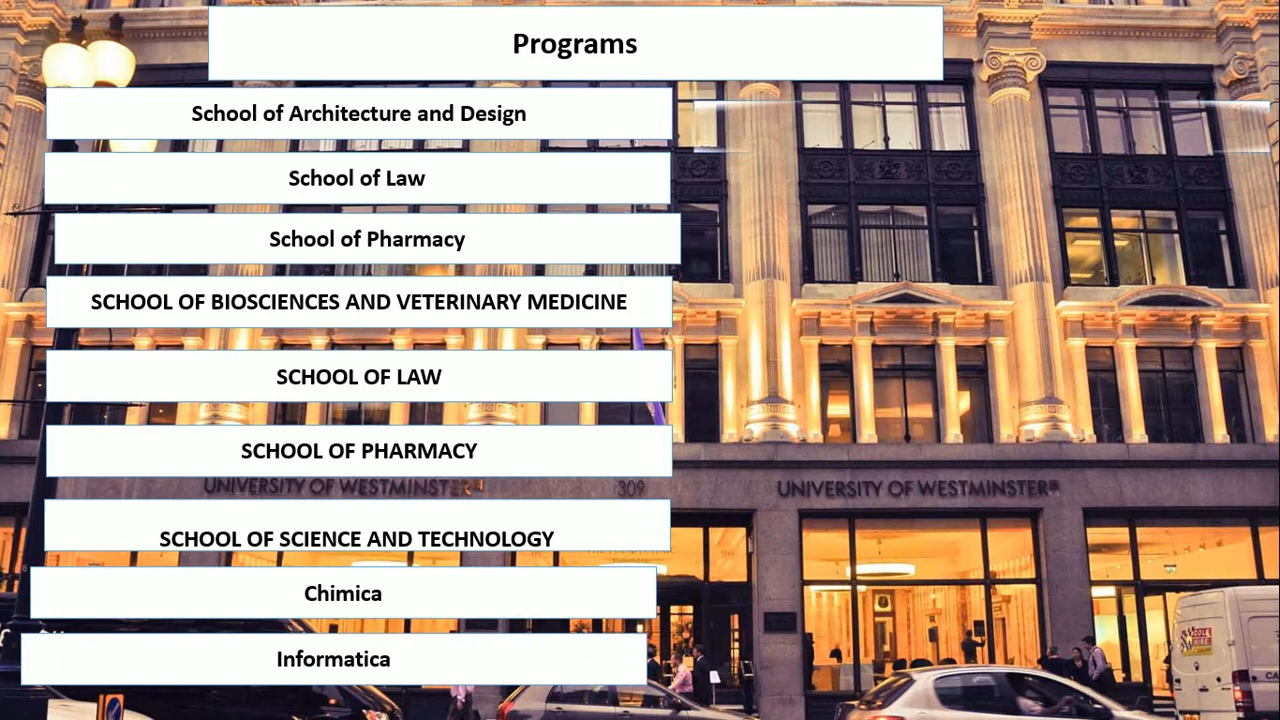 Programs
School of Architecture and Design
School of Law
School of Pharmacy
SCHOOL OF BIOSCIENCES AND VETERINARY MEDICINE
SCHOOL OF LAW
SCHOOL OF PHARMACY
UNIVERSITY OF WESTMINSTER 309 UNIVERSITY OF WESTMINSTER
SCHOOL OF SCIENCE AND TECHNOLOGY
Chimica
Informatica